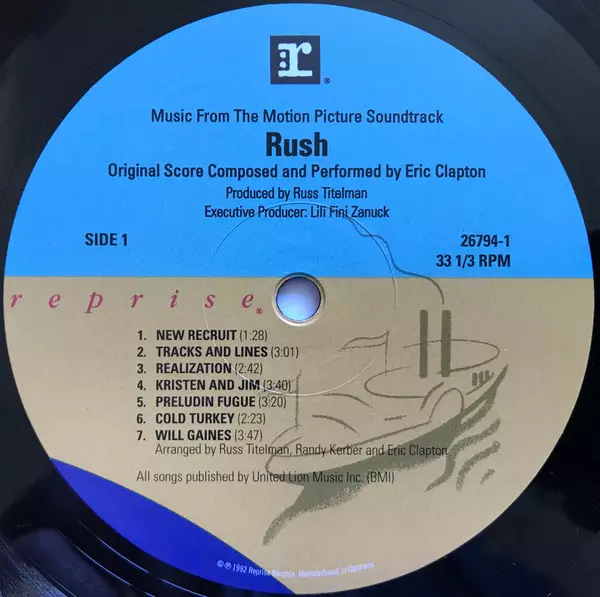 r®
Music From The Motion Picture Soundtrack
Rush
Original Score Composed and Performed by Eric Clapton
Produced by Russ Titelman
Executive Producer: Lili Fini Zanuck
SIDE 1
26794-1
33 1/3 RPM
reprise®
1. NEW RECRUIT (1:28)
2. TRACKS AND LINES (3:01)
3. REALIZATION (2:42)
4. KRISTEN AND JIM (3:40)
5. PRELUDIN FUGUE (3:20)
6. COLD TURKEY (2:23)
7. WILL GAINES (3:47)
Arranged by Russ Titelman, Randy Kerber and Eric Clapton
All songs published by United Lion Music Inc. (BMI)
©℗ 1992 Reprise Records. Manufactured in Germany